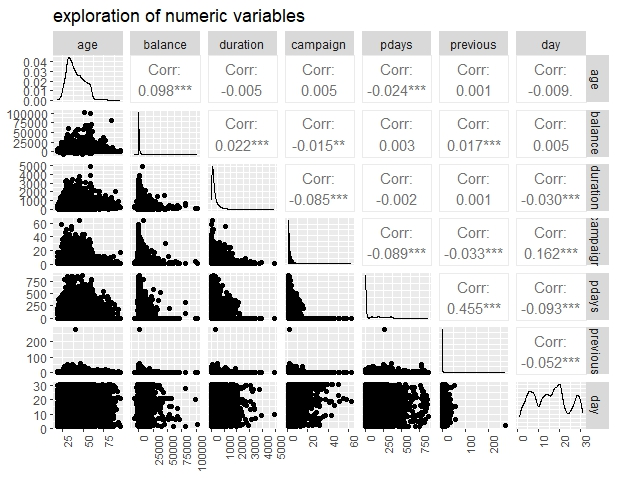 exploration of numeric variables
age balance duration campaign pdays previous day
0.04
0.03
0.02
0.01
0.00
Corr: Corr: Corr: Corr: Corr: Corr:
0.098*** -0.005 0.005 -0.024*** 0.001 -0.009.
age
100000
75000
50000
25000
0
Corr: Corr: Corr: Corr: Corr:
0.022*** -0.015** 0.003 0.017*** 0.005
balance
5000
4000
3000
2000
1000
0
Corr: Corr: Corr: Corr:
-0.085*** -0.002 0.001 -0.030***
duration
60
40
20
0
Corr: Corr: Corr:
-0.089*** -0.033*** 0.162***
campaign
750
500
250
0
Corr: Corr:
0.455*** -0.093***
pdays
200
100
0
Corr:
-0.052***
previous
30
20
10
0
day
25 50 75 0 25000 50000 75000 100000 0 1000 2000 3000 4000 5000 0 20 40 60 0 250 500 750 0 100 200 0 10 20 30